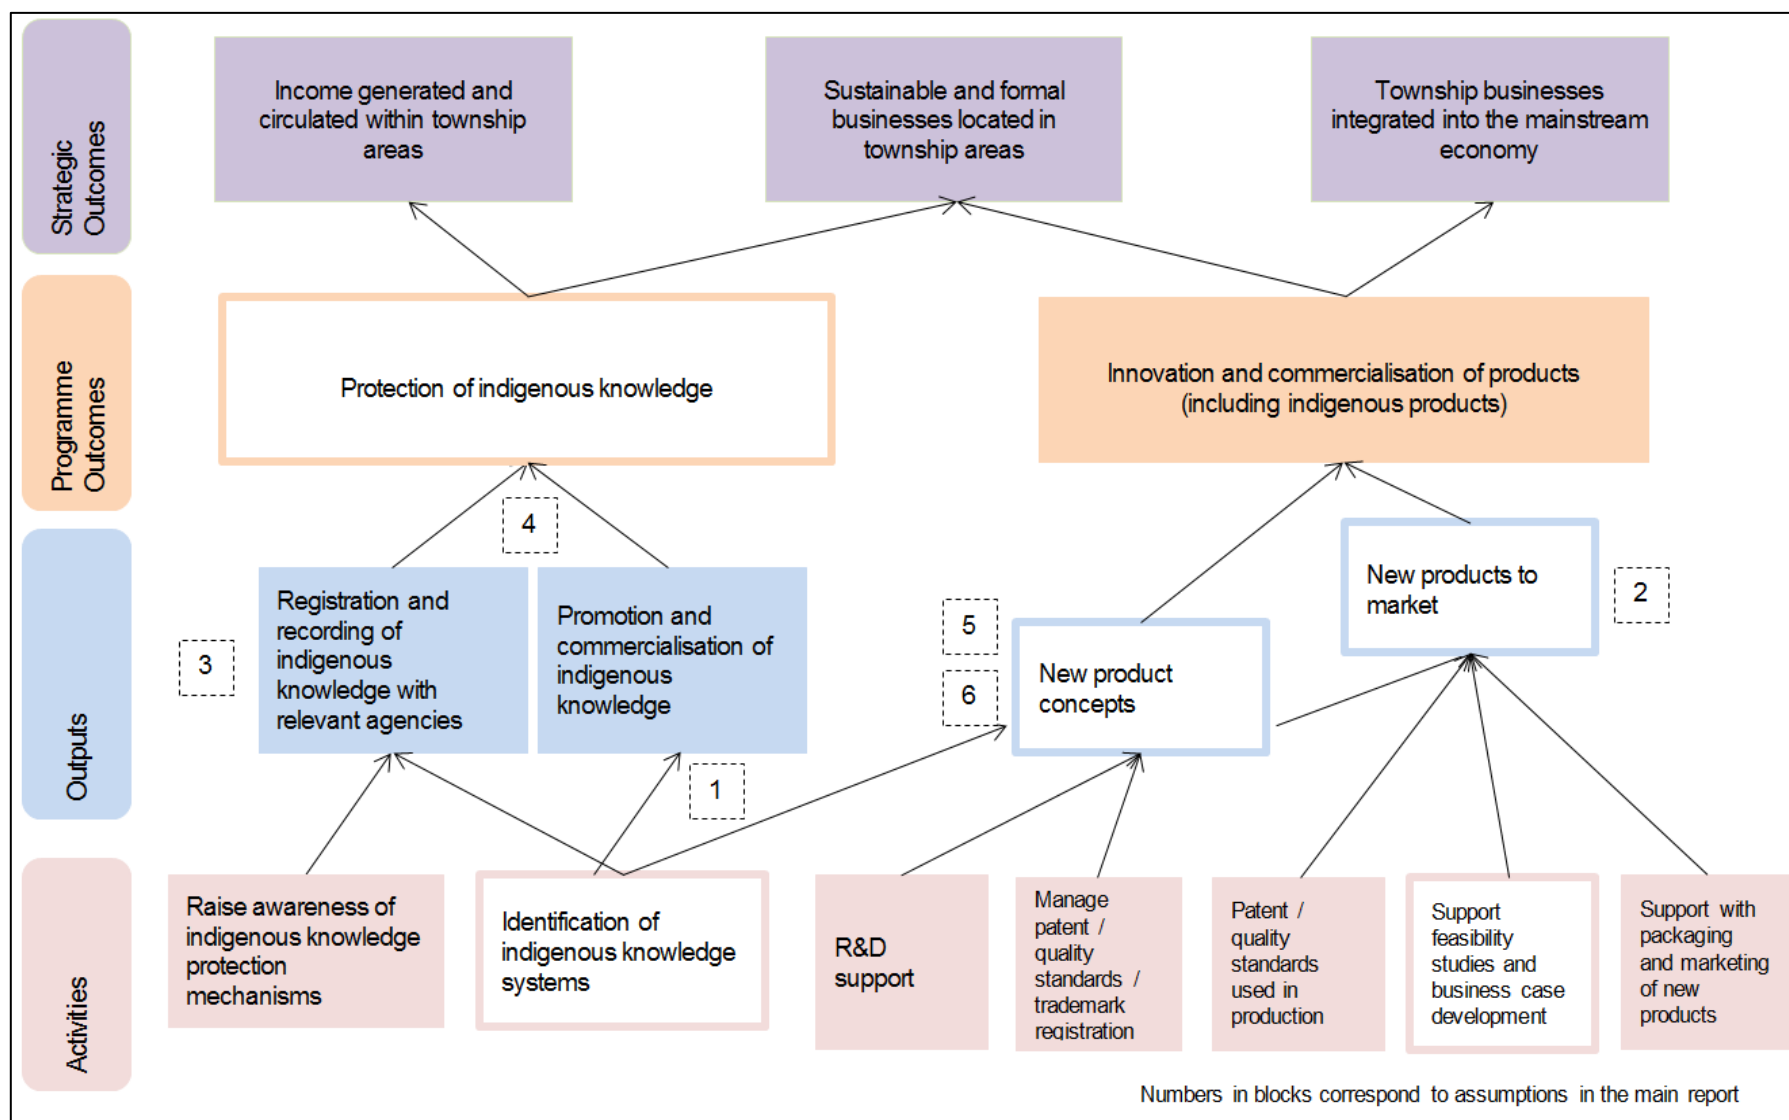 Strategic
Outcomes
Income generated and
circulated within township
areas
Sustainable and formal
businesses located in
township areas
Township businesses
integrated into the mainstream
economy
Programme
Outcomes
Protection of indigenous knowledge
Innovation and commercialisation of products
(including indigenous products)
4
Outputs
3
Registration and
recording of
indigenous
knowledge with
relevant agencies
Promotion and
commercialisation of
indigenous
knowledge
1
5
6
New product
concepts
New products to
market
2
Activities
Raise awareness of
indigenous knowledge
protection
mechanisms
Identification of
indigenous knowledge
systems
R&D
support
Manage
patent /
quality
standards /
trademark
registration
Patent /
quality
standards
used in
production
Support
feasibility
studies and
business case
development
Support with
packaging
and marketing
of new
products
Numbers in blocks correspond to assumptions in the main report